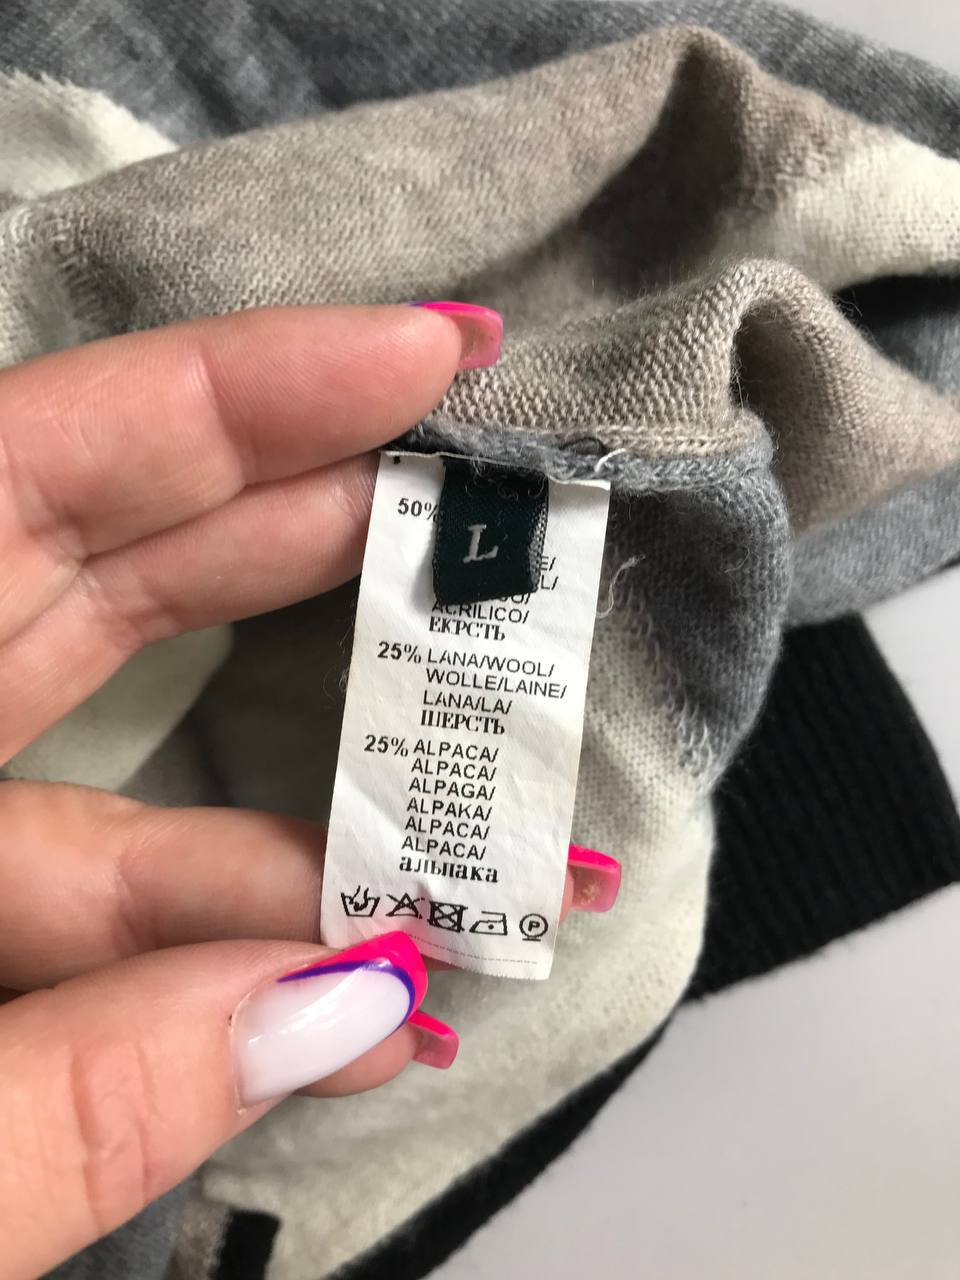 50%
L
E/
L/
ACRILICO/
ЕКРСТЬ
25% LANA/WOOL/
WOLLE/LAINE/
LANA/LA/
ШЕРСТЬ
25% ALPACA/
ALPACA/
ALPAGA/
ALPAKA/
ALPACA/
ALPACA/
альпака
P